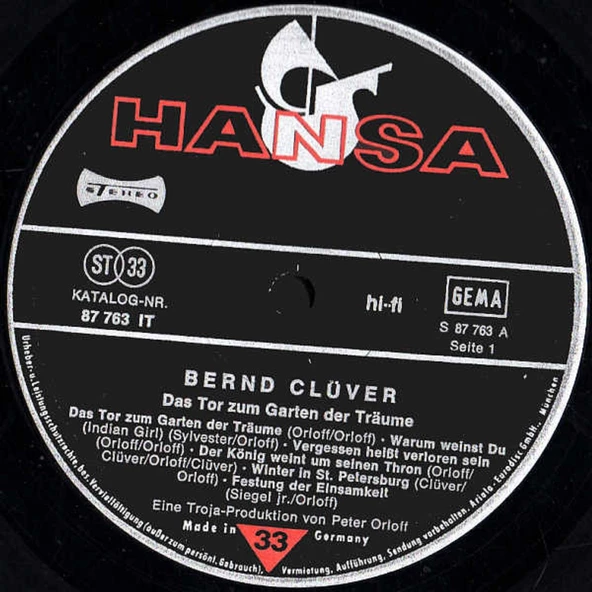 HANSA
STEREO
ST 33
KATALOG-NR.
87 763 IT
hi-fi
GEMA
S 87 763 A
Seite 1
BERND CLÜVER
Das Tor zum Garten der Träume
Das Tor zum Garten der Träume (Orloff/Orloff) · Warum weinst Du
(Indian Girl) (Sylvester/Orloff) · Vergessen heißt verloren sein
(Orloff/Orloff) · Der König weint um seinen Thron (Orloff/
Clüver/Orloff/Clüver) · Winter in St. Petersburg (Clüver/
Orloff) · Festung der Einsamkeit
(Siegel jr./Orloff)
Eine Troja-Produktion von Peter Orloff
Made in 33 Germany
Urheber-u. Leistungsschutzrechte, bes. Vervielfältigung (außer zum persönl. Gebrauch), Vermietung, Aufführung, Sendung vorbehalten. Ariola-Eurodisc GmbH., München